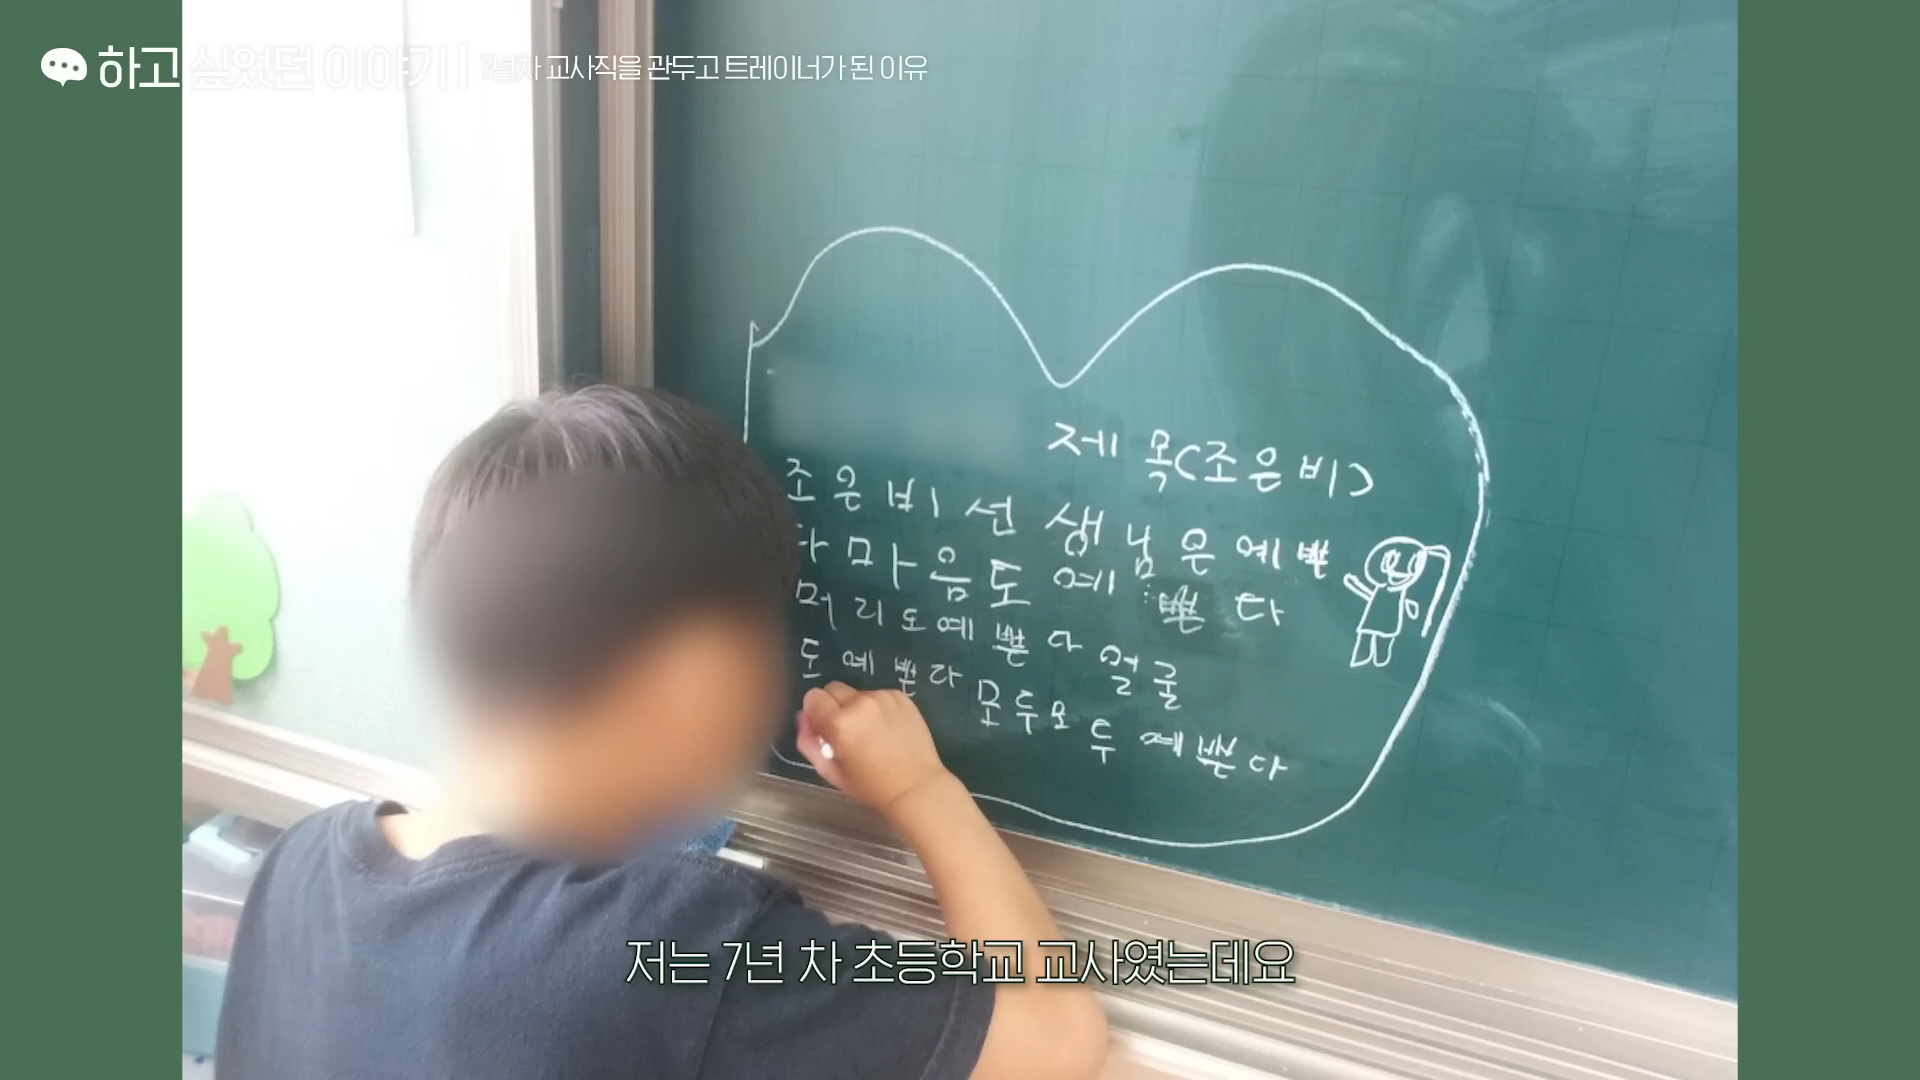 하고 싶었던 이야기 | 7년차 교사직을 관두고 트레이너가 된 이유
제 목(조은비)
조은비선생님은예쁘
다마음도예쁜다
머리도예쁜다얼굴
도예쁜다모두모두예쁜다
저는 7년 차 초등학교 교사였는데요